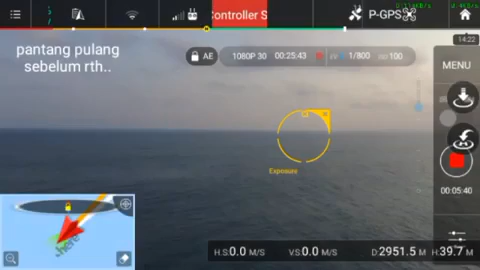 Controller S
P-GPS
14:22
pantang pulang
sebelum rth..
AE
1080P 30 00:25:43 1/800 ISO 100
MENU
Exposure
00:05:40
H.S:0.0 M/S V.S:0.0 M/S D:2951.5 M H:39.7 M